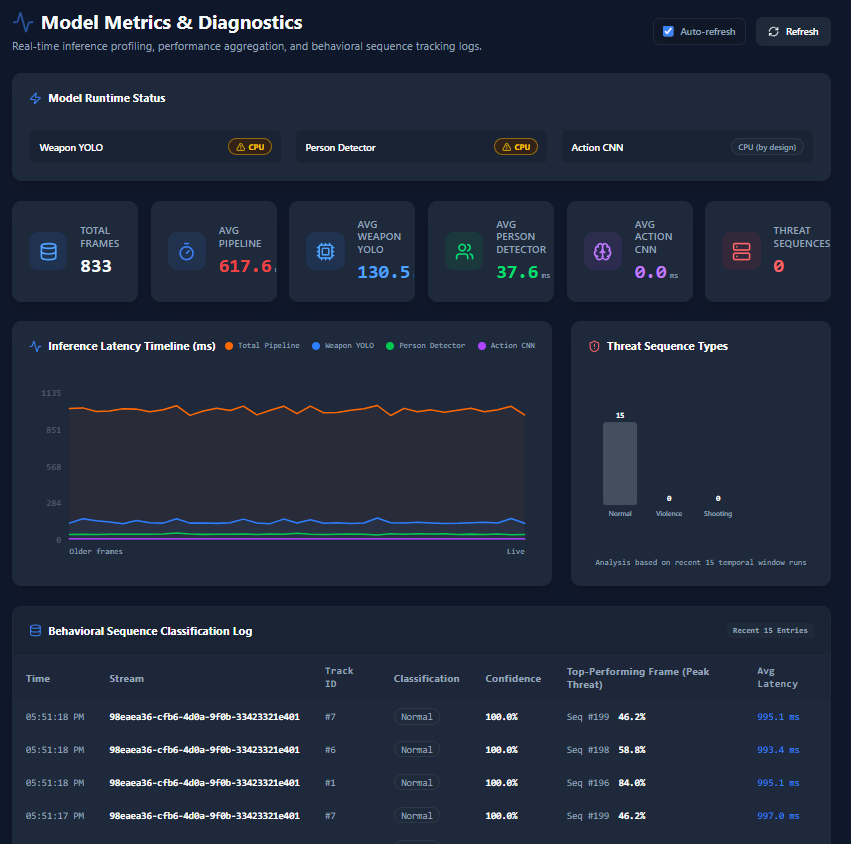 Model Metrics & Diagnostics
Real-time inference profiling, performance aggregation, and behavioral sequence tracking logs.
Auto-refresh
Refresh
Model Runtime Status
Weapon YOLO
CPU
Person Detector
CPU
Action CNN
CPU (by design)
TOTAL
FRAMES
833
AVG
PIPELINE
617.6
AVG
WEAPON
YOLO
130.5
AVG
PERSON
DETECTOR
37.6 ms
AVG
ACTION
CNN
0.0 ms
THREAT
SEQUENCES
0
Inference Latency Timeline (ms)
Total Pipeline
Weapon YOLO
Person Detector
Action CNN
1135
851
568
284
0
Older frames
Live
Threat Sequence Types
15
0
0
Normal
Violence
Shooting
Analysis based on recent 15 temporal window runs
Behavioral Sequence Classification Log
Recent 15 Entries
Time Stream Track ID Classification Confidence Top-Performing Frame (Peak Threat) Avg Latency
05:51:18 PM 98eaea36-cfb6-4d0a-9f0b-33423321e401 #7 Normal 100.0% Seq #199 46.2% 995.1 ms
05:51:18 PM 98eaea36-cfb6-4d0a-9f0b-33423321e401 #6 Normal 100.0% Seq #198 58.8% 993.4 ms
05:51:18 PM 98eaea36-cfb6-4d0a-9f0b-33423321e401 #1 Normal 100.0% Seq #196 84.0% 995.1 ms
05:51:17 PM 98eaea36-cfb6-4d0a-9f0b-33423321e401 #7 Normal 100.0% Seq #199 46.2% 997.0 ms